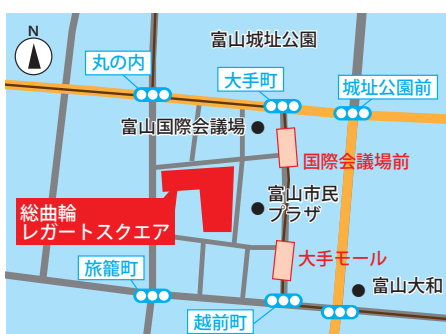 N
富山城址公園
丸の内
大手町
城址公園前
富山国際会議場
国際会議場前
富山市民
プラザ
総曲輪
レガートスクエア
大手モール
旅籠町
富山大和
越前町